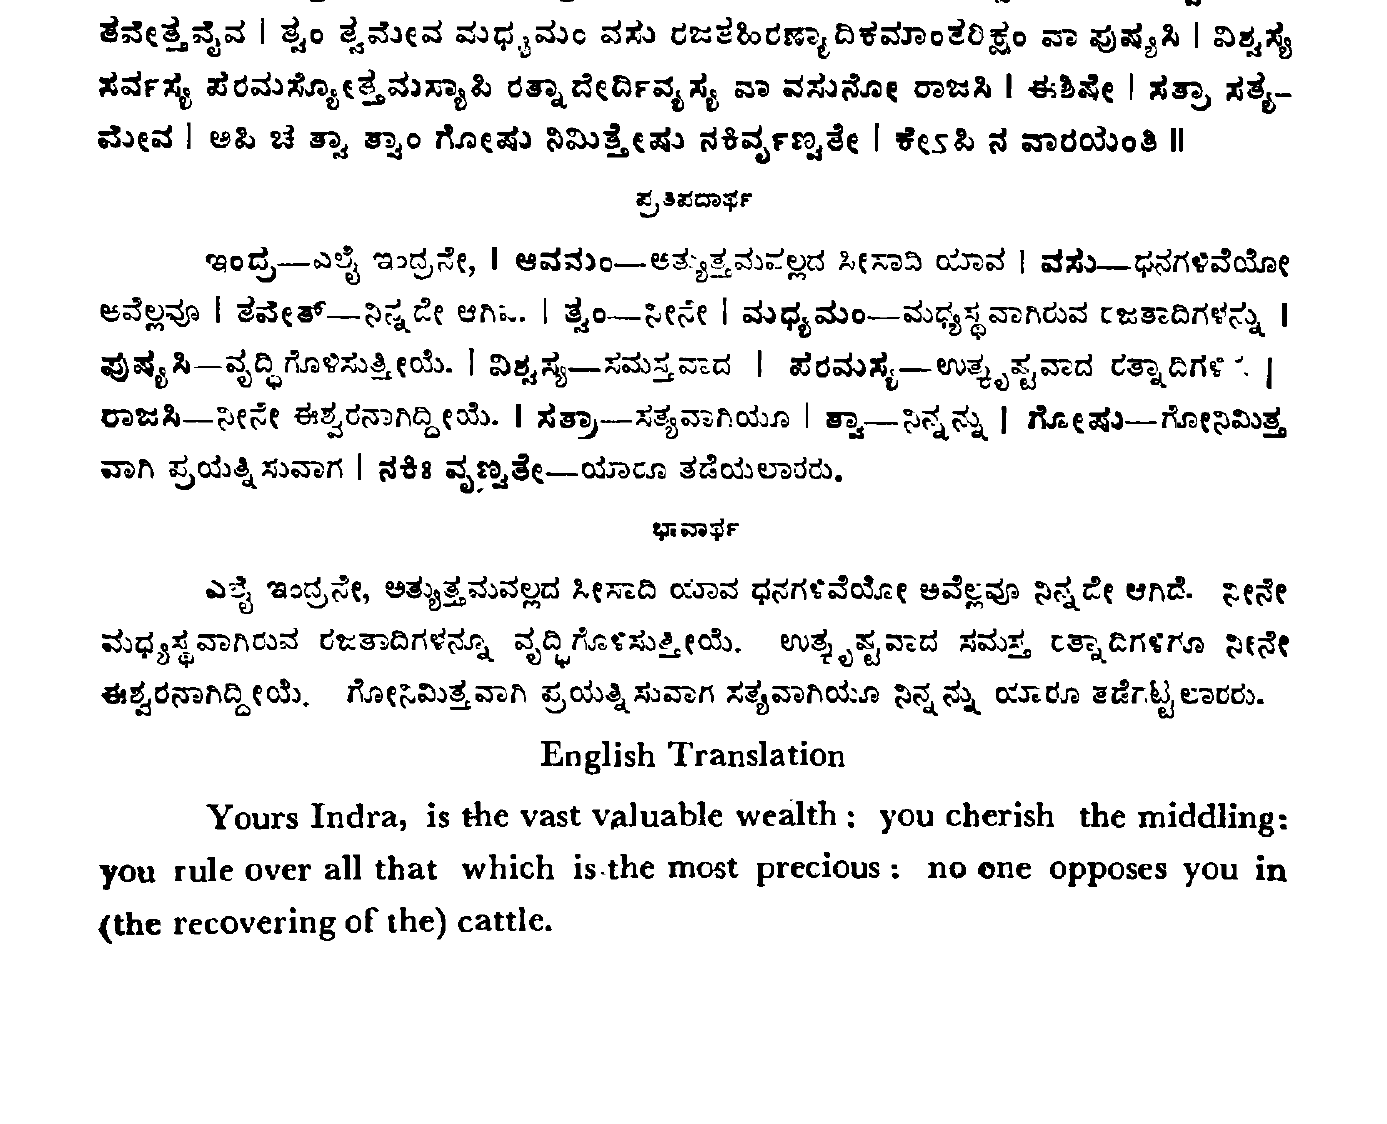 ತವೇತ್ತವೈವ | ತ್ವಂ ತ್ವಮೇವ ಮಧ್ಯಮಂ ವಸು ರಜತಹಿರಣ್ಯಾದಿಕಮಾಂತರಿಕ್ಷಂ ವಾ ಪುಷ್ಯಸಿ | ವಿಶ್ವಸ್ಯ
ಸರ್ವಸ್ಯ ಪರಮಸ್ಯೋತ್ತಮಸ್ಯಾಪಿ ರತ್ನಾದೇರ್ದಿವ್ಯಸ್ಯ ವಾ ವಸುನೋ ರಾಜಸಿ | ಈಶಿಷೇ | ಸತ್ರಾ ಸತ್ಯ-
ಮೇವ | ಅಪಿ ಚ ತ್ವಾ ತ್ವಾಂ ಗೋಷು ನಿಮಿತ್ತೇಷು ನಕಿರ್ವೃಣ್ವತೇ | ಕೇಽಪಿ ನ ವಾರಯಂತಿ ||
ಪ್ರತಿಪದಾರ್ಥ
ಇಂದ್ರ—ಎಲೈ ಇಂದ್ರನೇ, | ಅವಮಂ—ಅತ್ಯುತ್ತಮವಲ್ಲದ ಸೀಸಾದಿ ಯಾವ | ವಸು—ಧನಗಳಿವೆಯೋ
ಅವೆಲ್ಲವೂ | ತವೇತ್—ನಿನ್ನದೇ | ತ್ವಂ—ನೀನೇ | ಮಧ್ಯಮಂ—ಮಧ್ಯಸ್ಥವಾಗಿರುವ ರಜತಾದಿಗಳನ್ನು |
ಪುಷ್ಯಸಿ—ವೃದ್ಧಿಗೊಳಿಸುತ್ತೀಯೆ. | ವಿಶ್ವಸ್ಯ—ಸಮಸ್ತವಾದ | ಪರಮಸ್ಯ—ಉತ್ಕೃಷ್ಟವಾದ |
ರಾಜಸಿ—ನೀನೇ ಈಶ್ವರನಾಗಿದ್ದೀಯೆ. | ಸತ್ರಾ—ಸತ್ಯವಾಗಿಯೂ | ತ್ವಾ—ನಿನ್ನನ್ನು | ಗೋಷು—ಗೋನಿಮಿತ್ತ
ವಾಗಿ ಪ್ರಯತ್ನಿಸುವಾಗ | ನಕಿಃ ವೃಣ್ವತೇ—ಯಾರೂ ತಡೆಯಲಾರರು.
ಭಾವಾರ್ಥ
ಎಲೈ ಇಂದ್ರನೇ, ಅತ್ಯುತ್ತಮವಲ್ಲದ ಸೀಸಾದಿ ಯಾವ ಧನಗಳಿವೆಯೋ ಅವೆಲ್ಲವೂ ನಿನ್ನದೇ ಆಗಿದೆ. ನೀನೇ
ಮಧ್ಯಸ್ಥವಾಗಿರುವ ರಜತಾದಿಗಳನ್ನೂ ವೃದ್ಧಿಗೊಳಿಸುತ್ತೀಯೆ. ಉತ್ಕೃಷ್ಟವಾದ ಸಮಸ್ತ ರತ್ನಾದಿಗಳಿಗೂ ನೀನೇ
ಈಶ್ವರನಾಗಿದ್ದೀಯೆ. ಗೋನಿಮಿತ್ತವಾಗಿ ಪ್ರಯತ್ನಿಸುವಾಗ ಸತ್ಯವಾಗಿಯೂ ನಿನ್ನನ್ನು ಯಾರೂ ತಡೆಗಟ್ಟಲಾರರು.
English Translation
Yours Indra, is the vast valuable wealth : you cherish the middling:
you rule over all that which is the most precious : no one opposes you in
(the recovering of the) cattle.